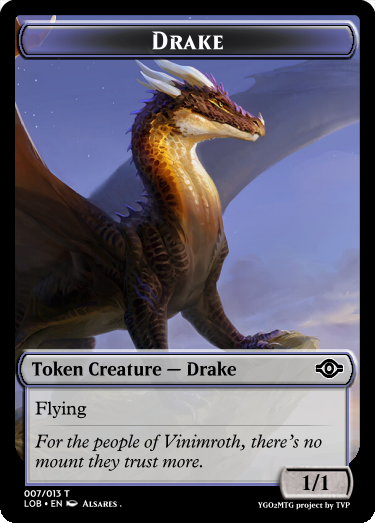 DRAKE
Token Creature — Drake
Flying
For the people of Vinimroth, there's no
mount they trust more.
1/1
007/013 T
LOB • EN ALSARES .
YGO2MTG project by TVP